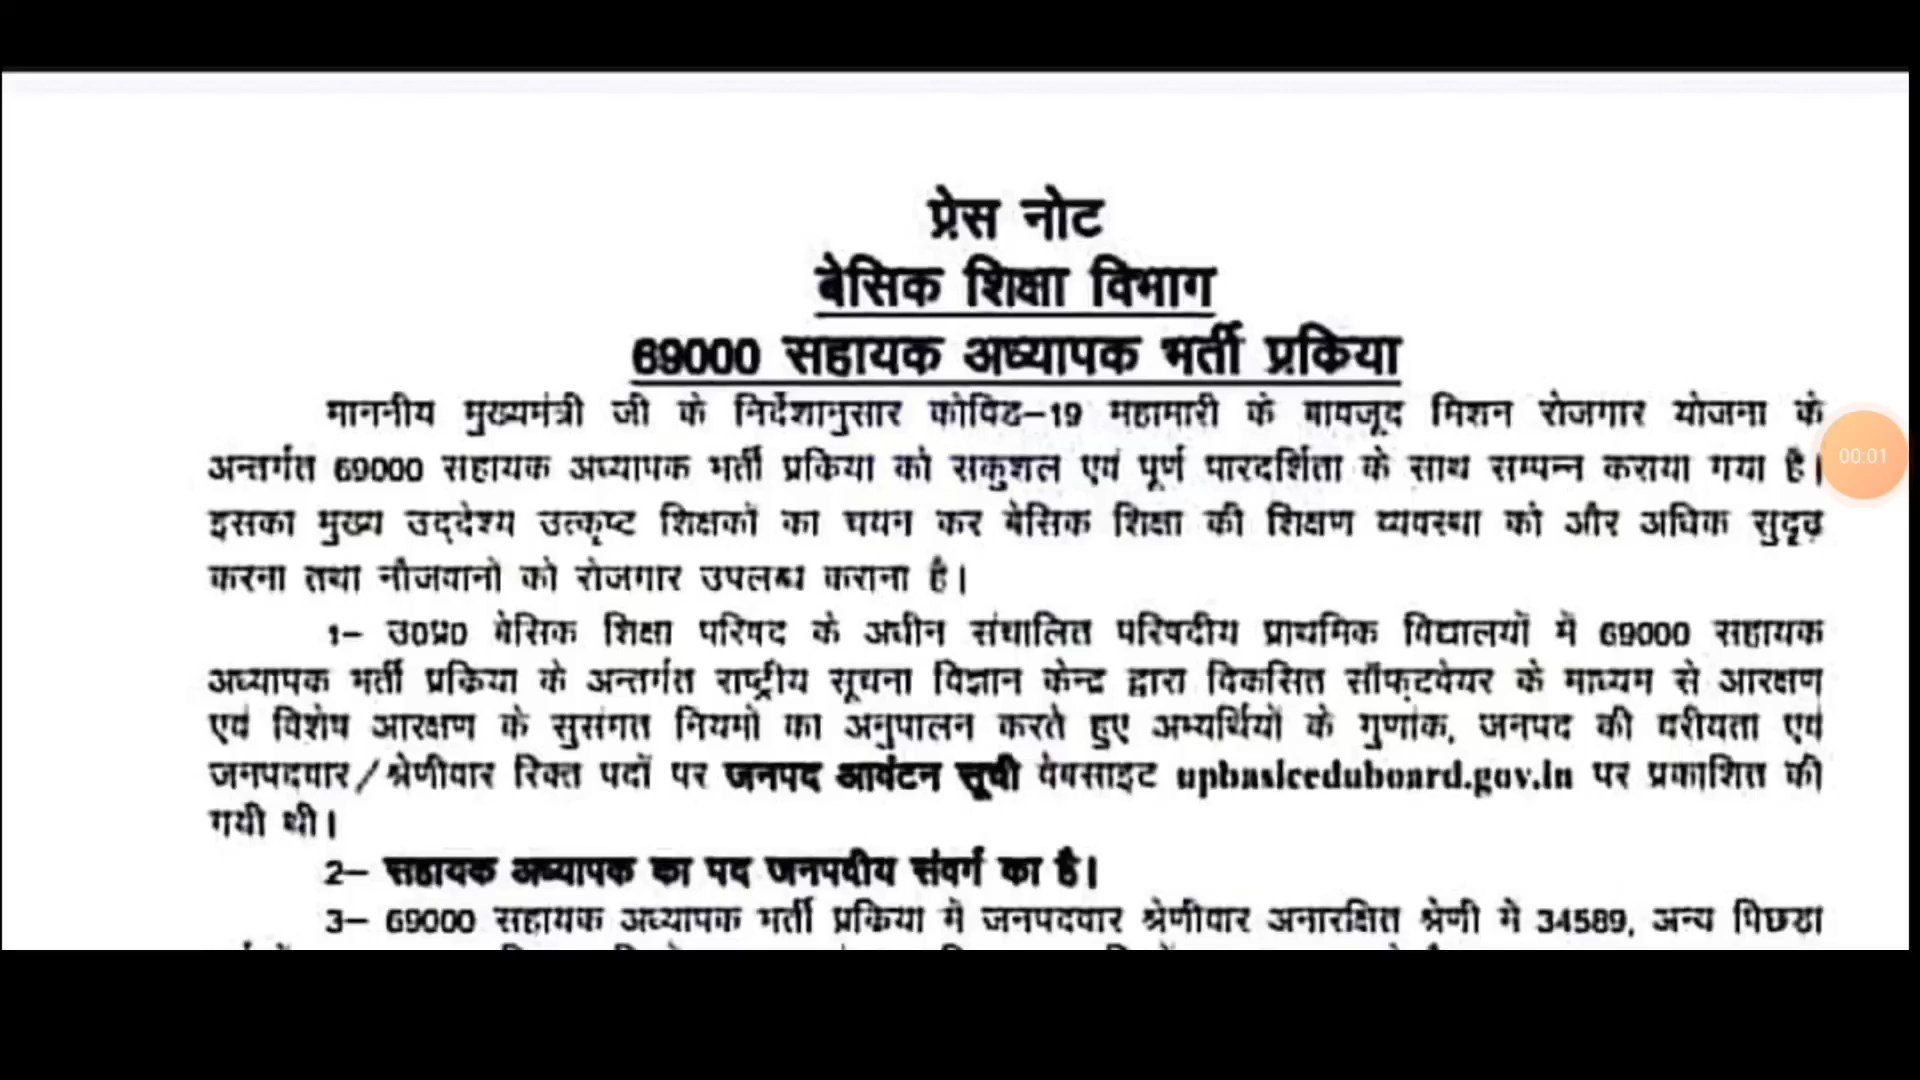 प्रेस नोट
बेसिक शिक्षा विभाग
69000 सहायक अध्यापक भर्ती प्रकिया
माननीय मुख्यमंत्री जी के निर्देशानुसार कोविड–19 महामारी के बावजूद मिशन रोजगार योजना के
अन्तर्गत 69000 सहायक अध्यापक भर्ती प्रकिया को सकुशल एवं पूर्ण पारदर्शिता के साथ सम्पन्न कराया गया है।
00:01
इसका मुख्य उद्देश्य उत्कृष्ट शिक्षकों का चयन कर बेसिक शिक्षा की शिक्षण व्यवस्था को और अधिक सुदृढ़
करना तथा नौजवानों को रोजगार उपलब्ध कराना है।
1– उ0प्र0 बेसिक शिक्षा परिषद के अधीन संचालित परिषदीय प्राथमिक विद्यालयों में 69000 सहायक
अध्यापक भर्ती प्रकिया के अन्तर्गत राष्ट्रीय सूचना विज्ञान केन्द्र द्वारा विकसित सॉफ्टवेयर के माध्यम से आरक्षण
एवं विशेष आरक्षण के सुसंगत नियमों का अनुपालन करते हुए अभ्यर्थियों के गुणांक, जनपद की वरीयता एवं
जनपदवार/श्रेणीवार रिक्त पदों पर जनपद आवंटन सूची वेबसाइट upbasiceduboard.gov.in पर प्रकाशित की
गयी थी।
2– सहायक अध्यापक का पद जनपदीय संवर्ग का है।
3– 69000 सहायक अध्यापक भर्ती प्रकिया में जनपदवार श्रेणीवार अनारक्षित श्रेणी में 34589, अन्य पिछडा